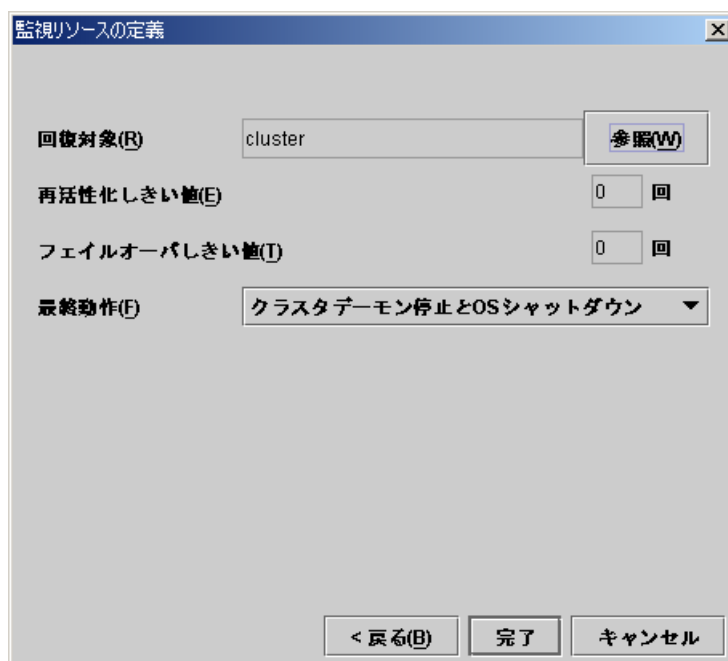 監視リソースの定義
回復対象(R) cluster 参照(W)
再活性化しきい値(E) 0 回
フェイルオーバしきい値(T) 0 回
最終動作(F) クラスタデーモン停止とOSシャットダウン
< 戻る(B) 完了 キャンセル